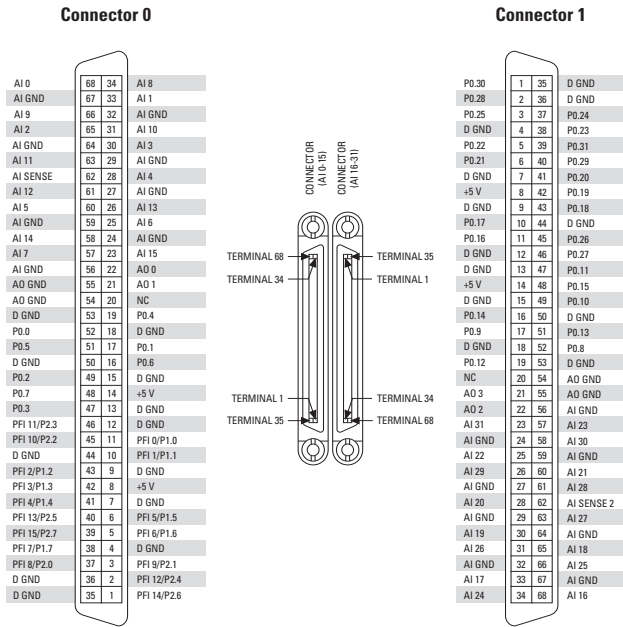 Connector 0
Connector 1
AI 0 68 34 AI 8
AI GND 67 33 AI 1
AI 9 66 32 AI GND
AI 2 65 31 AI 10
AI GND 64 30 AI 3
AI 11 63 29 AI GND
AI SENSE 62 28 AI 4
AI 12 61 27 AI GND
AI 5 60 26 AI 13
AI GND 59 25 AI 6
AI 14 58 24 AI GND
AI 7 57 23 AI 15
AI GND 56 22 AO 0
AO GND 55 21 AO 1
AO GND 54 20 NC
D GND 53 19 P0.4
P0.0 52 18 D GND
P0.5 51 17 P0.1
D GND 50 16 P0.6
P0.2 49 15 D GND
P0.7 48 14 +5 V
P0.3 47 13 D GND
PFI 11/P2.3 46 12 D GND
PFI 10/P2.2 45 11 PFI 0/P1.0
D GND 44 10 PFI 1/P1.1
PFI 2/P1.2 43 9 D GND
PFI 3/P1.3 42 8 +5 V
PFI 4/P1.4 41 7 D GND
PFI 13/P2.5 40 6 PFI 5/P1.5
PFI 15/P2.7 39 5 PFI 6/P1.6
PFI 7/P1.7 38 4 D GND
PFI 8/P2.0 37 3 PFI 9/P2.1
D GND 36 2 PFI 12/P2.4
D GND 35 1 PFI 14/P2.6
CONNECTOR
(AI 0-15)
CONNECTOR
(AI 16-31)
TERMINAL 68
TERMINAL 35
TERMINAL 34
TERMINAL 1
TERMINAL 1
TERMINAL 34
TERMINAL 35
TERMINAL 68
P0.30 1 35 D GND
P0.28 2 36 D GND
P0.25 3 37 P0.24
D GND 4 38 P0.23
P0.22 5 39 P0.31
P0.21 6 40 P0.29
D GND 7 41 P0.20
+5 V 8 42 P0.19
D GND 9 43 P0.18
P0.17 10 44 D GND
P0.16 11 45 P0.26
D GND 12 46 P0.27
D GND 13 47 P0.11
+5 V 14 48 P0.15
D GND 15 49 P0.10
P0.14 16 50 D GND
P0.9 17 51 P0.13
D GND 18 52 P0.8
P0.12 19 53 D GND
NC 20 54 AO GND
AO 3 21 55 AO GND
AO 2 22 56 AI GND
AI 31 23 57 AI 23
AI GND 24 58 AI 30
AI 22 25 59 AI GND
AI 29 26 60 AI 21
AI GND 27 61 AI 28
AI 20 28 62 AI SENSE 2
AI GND 29 63 AI 27
AI 19 30 64 AI GND
AI 26 31 65 AI 18
AI GND 32 66 AI 25
AI 17 33 67 AI GND
AI 24 34 68 AI 16